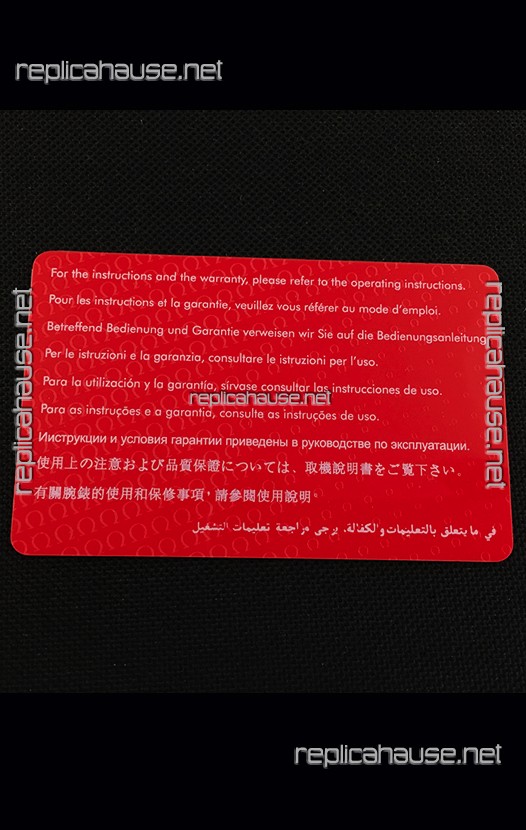 replicahause.net
For the instructions and the warranty, please refer to the operating instructions.
Pour les instructions et la garantie, veuillez vous référer au mode d'emploi.
Betreffend Bedienung und Garantie verweisen wir Sie auf die Bedienungsanleitung
Per le istruzioni e la garanzia, consultare le istruzioni per l'uso.
Para la utilización y la garantía, sírvase consultar las instrucciones de uso.
replicahause.net
Para as instruções e a garantia, consulte as instruções de uso.
Инструкции и условия гарантии приведены в руководстве по эксплуатации.
使用上の注意および品質保證については、取機說明書をご覽下さい。
有關腕錶的使用和保修事項，請參閱使用說明。
في ما يتعلق بالتعليمات والكفالة، يرجى مراجعة تعليمات التشغيل
replicahause.net
replicahause.net
replicahause.net